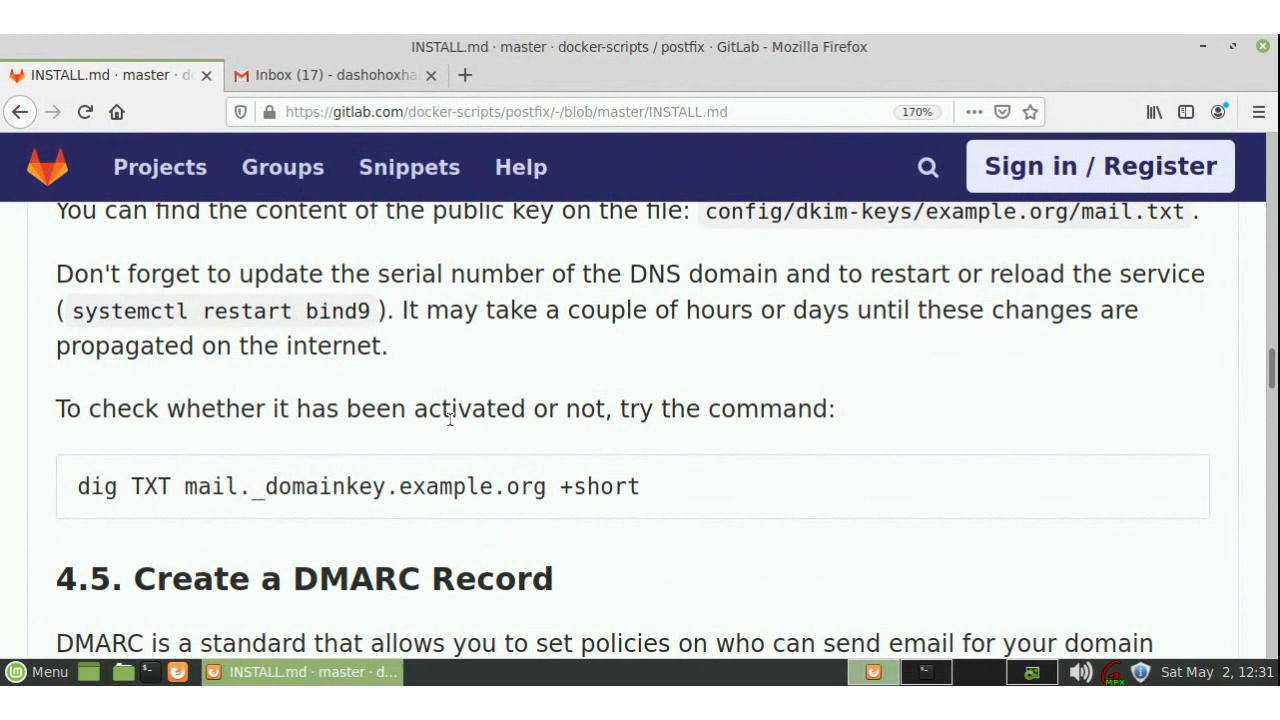 INSTALL.md · master · docker-scripts / postfix · GitLab - Mozilla Firefox
INSTALL.md · master · d
Inbox (17) - dashohoxha
https://gitlab.com/docker-scripts/postfix/-/blob/master/INSTALL.md
170%
Projects
Groups
Snippets
Help
Sign in / Register
You can find the content of the public key on the file: config/dkim-keys/example.org/mail.txt.
Don't forget to update the serial number of the DNS domain and to restart or reload the service
(systemctl restart bind9). It may take a couple of hours or days until these changes are
propagated on the internet.
To check whether it has been activated or not, try the command:
dig TXT mail._domainkey.example.org +short
4.5. Create a DMARC Record
DMARC is a standard that allows you to set policies on who can send email for your domain
Menu
INSTALL.md · master - d...
MPX
Sat May 2, 12:31